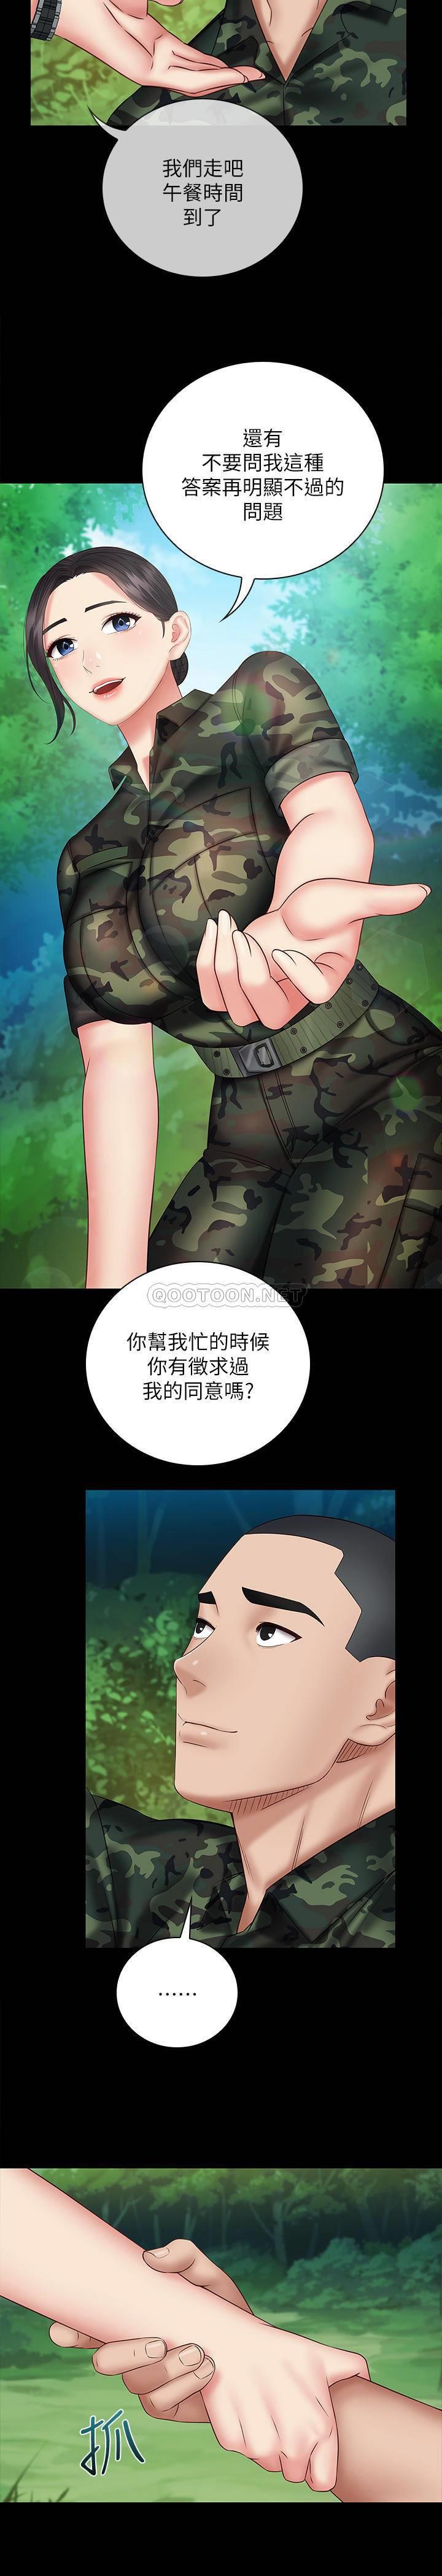 我們走吧
午餐時間
到了
還有
不要問我這種
答案再明顯不過的
問題
QOOTOON.NET
你幫我忙的時候
你有徵求過
我的同意嗎?
……
抓